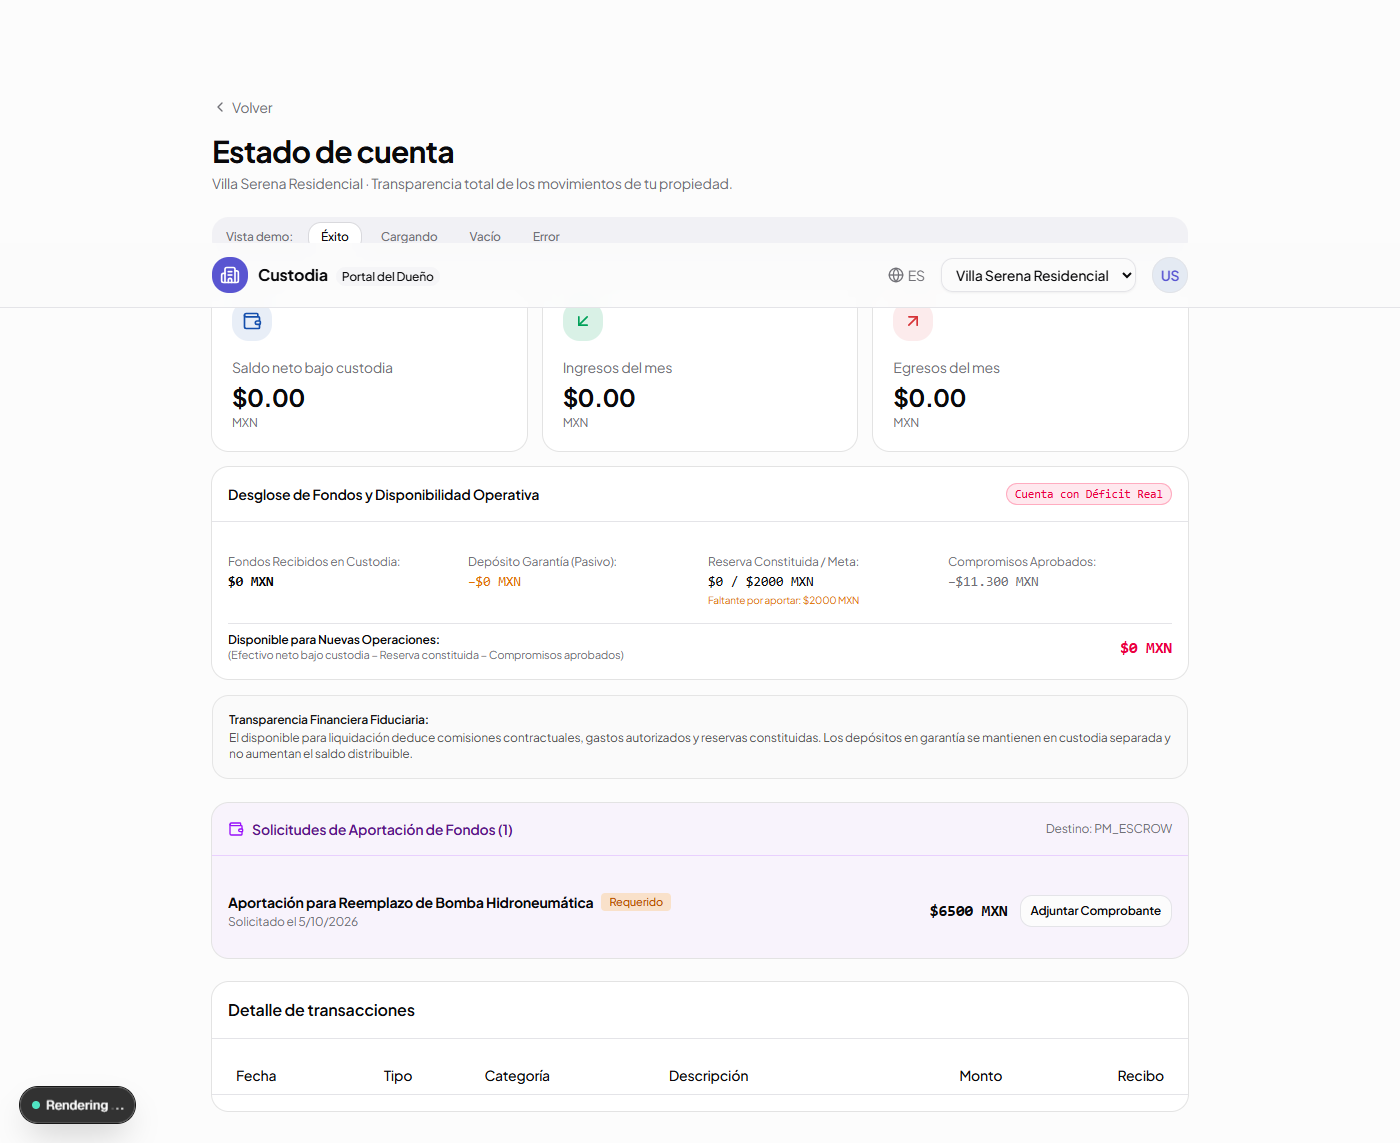 Volver
Estado de cuenta
Villa Serena Residencial · Transparencia total de los movimientos de tu propiedad.
Vista demo: Éxito Cargando Vacío Error
Custodia Portal del Dueño ES Villa Serena Residencial US
Saldo neto bajo custodia
$0.00
MXN
Ingresos del mes
$0.00
MXN
Egresos del mes
$0.00
MXN
Desglose de Fondos y Disponibilidad Operativa
Cuenta con Déficit Real
Fondos Recibidos en Custodia:
$0 MXN
Depósito Garantía (Pasivo):
−$0 MXN
Reserva Constituida / Meta:
$0 / $2000 MXN
Faltante por aportar: $2000 MXN
Compromisos Aprobados:
−$11.300 MXN
Disponible para Nuevas Operaciones:
(Efectivo neto bajo custodia − Reserva constituida − Compromisos aprobados)
$0 MXN
Transparencia Financiera Fiduciaria:
El disponible para liquidación deduce comisiones contractuales, gastos autorizados y reservas constituidas. Los depósitos en garantía se mantienen en custodia separada y
no aumentan el saldo distribuible.
Solicitudes de Aportación de Fondos (1)
Destino: PM_ESCROW
Aportación para Reemplazo de Bomba Hidroneumática Requerido
Solicitado el 5/10/2026
$6500 MXN
Adjuntar Comprobante
Detalle de transacciones
Fecha Tipo Categoría Descripción Monto Recibo
Rendering ...